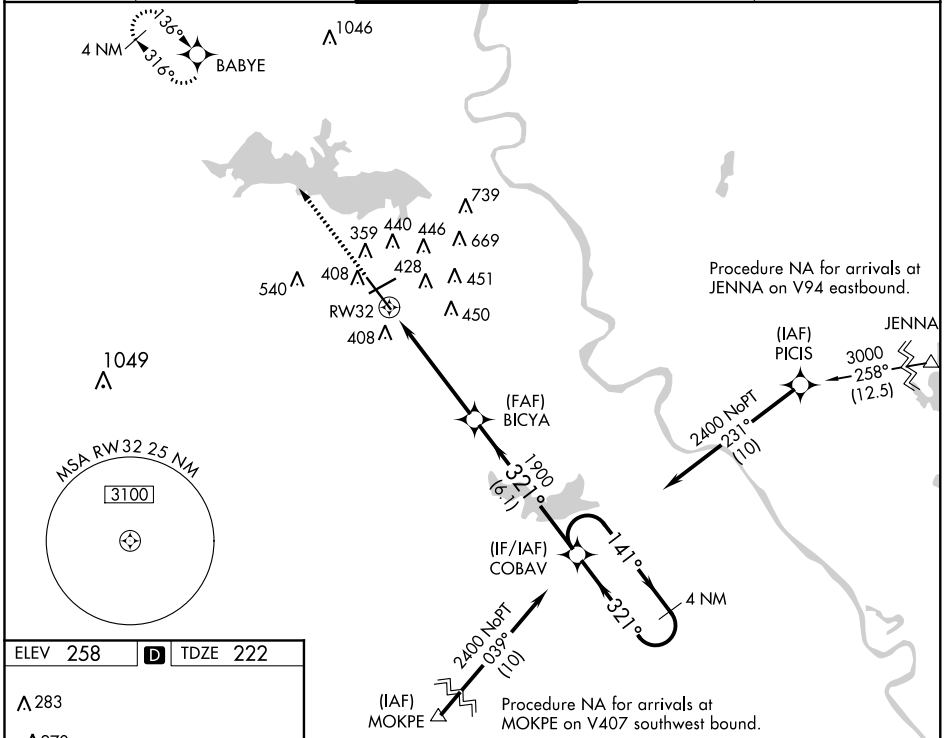 136°
4 NM
316°
BABYE
1046
739
359
440
446
669
540
408
428
451
RW32
450
408
Procedure NA for arrivals at
JENNA on V94 eastbound.
JENNA
(IAF)
PICIS
3000
258°
(12.5)
1049
(FAF)
BICYA
2400 NoPT
231°
(10)
MSA RW32 25 NM
3100
1900
321°
(6.1)
(IF/IAF)
COBAV
141°
4 NM
321°
2400 NoPT
039°
(10)
ELEV 258
D
TDZE 222
283
(IAF)
MOKPE
Procedure NA for arrivals at
MOKPE on V407 southwest bound.